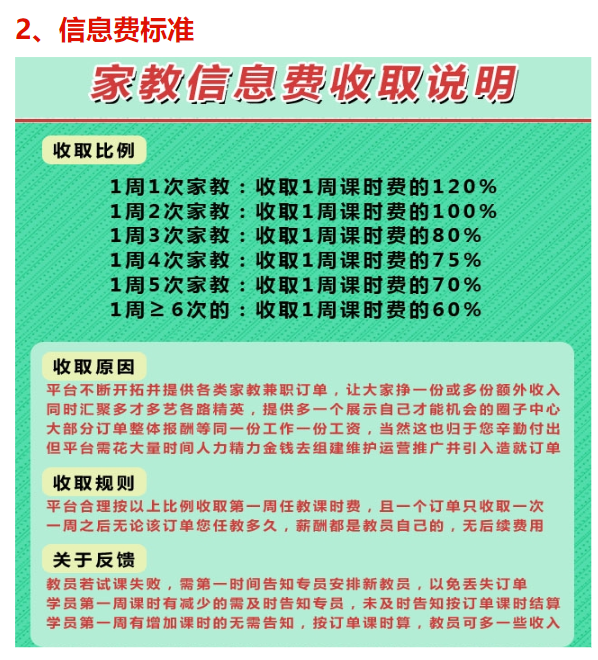 2、信息费标准
家教信息费收取说明
收取比例
1周1次家教：收取1周课时费的120%
1周2次家教：收取1周课时费的100%
1周3次家教：收取1周课时费的80%
1周4次家教：收取1周课时费的75%
1周5次家教：收取1周课时费的70%
1周≥6次的：收取1周课时费的60%
收取原因
平台不断开拓并提供各类家教兼职订单，让大家挣一份或多份额外收入
同时汇聚多才多艺各路精英，提供多一个展示自己才能机会的圈子中心
大部分订单整体报酬等同一份工作一份工资，当然这也归于您辛勤付出
但平台需花大量时间人力精力金钱去组建维护运营推广并引入造就订单
收取规则
平台合理按以上比例收取第一周任教课时费，且一个订单只收取一次
一周之后无论该订单您任教多久，薪酬都是教员自己的，无后续费用
关于反馈
教员若试课失败，需第一时间告知专员安排新教员，以免丢失订单
学员第一周课时有减少的需及时告知专员，未及时告知按订单课时结算
学员第一周有增加课时的无需告知，按订单课时算，教员可多一些收入